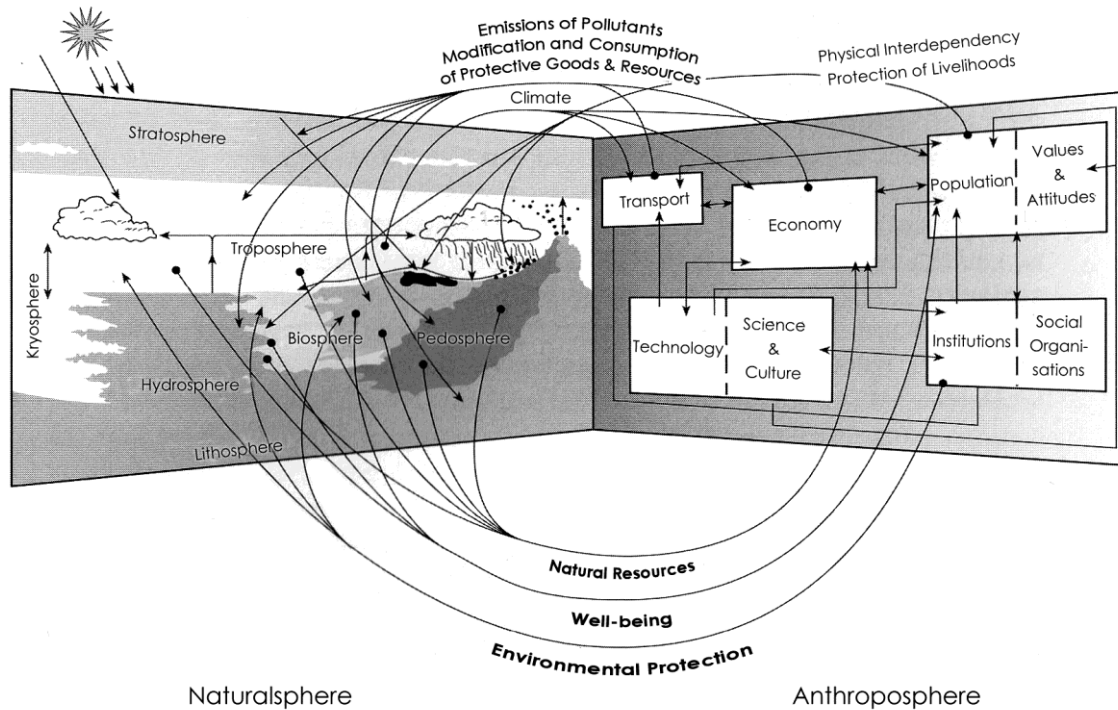 Emissions of Pollutants
Modification and Consumption
of Protective Goods & Resources
Climate
Physical Interdependency
Protection of Livelihoods
Stratosphere
Troposphere
Kryosphere
Biosphere
Pedosphere
Hydrosphere
Lithosphere
Transport
Economy
Population
Values
&
Attitudes
Technology
Science
&
Culture
Institutions
Social
Organi-
sations
Natural Resources
Well-being
Environmental Protection
Naturalsphere
Anthroposphere